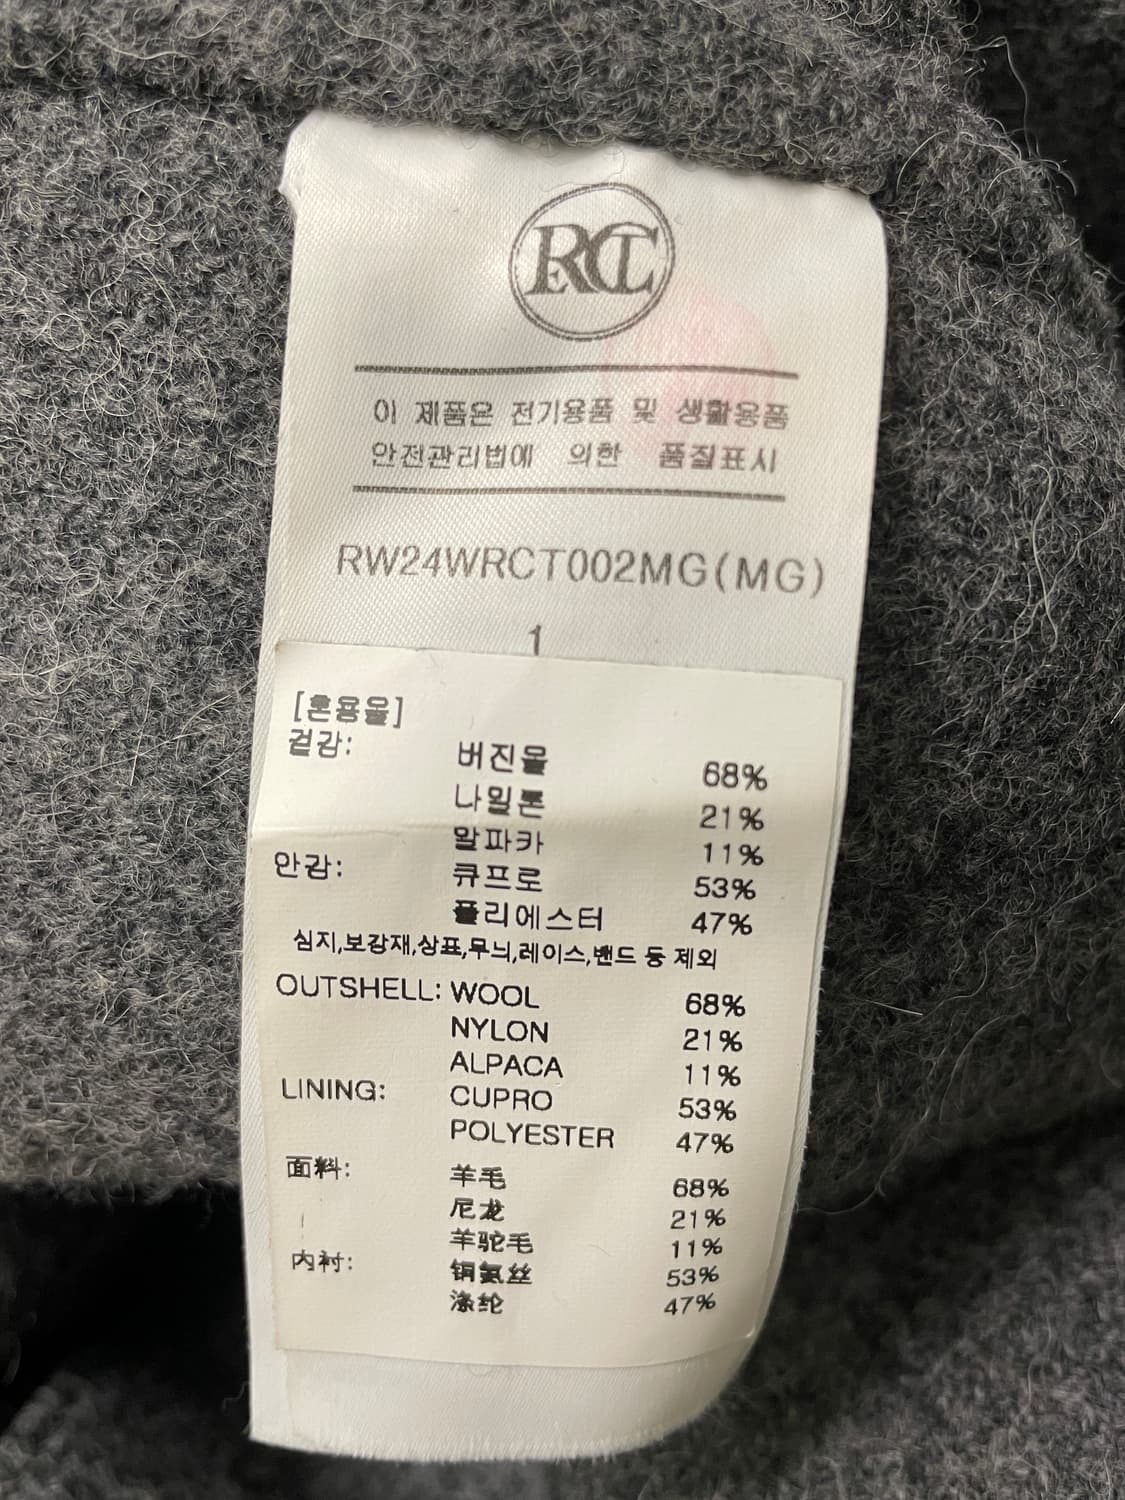 RECT
이 제품은 전기용품 및 생활용품
안전관리법에 의한 품질표시
RW24WRCT002MG(MG)
1
[혼용율]
겉감: 버진울 68%
나일론 21%
알파카 11%
안감: 큐프로 53%
폴리에스터 47%
심지,보강재,상표,무늬,레이스,밴드 등 제외
OUTSHELL: WOOL 68%
NYLON 21%
ALPACA 11%
LINING: CUPRO 53%
POLYESTER 47%
面料: 羊毛 68%
尼龙 21%
羊驼毛 11%
内衬: 铜氨丝 53%
涤纶 47%